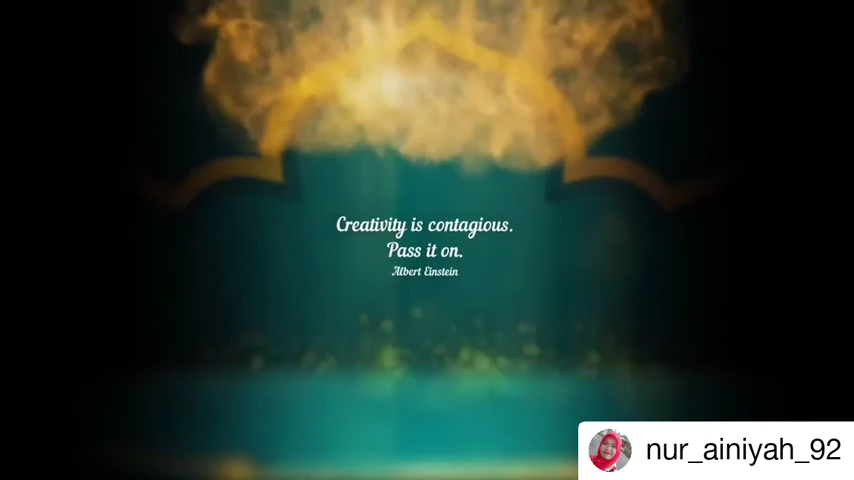 Creativity is contagious.
Pass it on.
Albert Einstein
nur_ainiyah_92